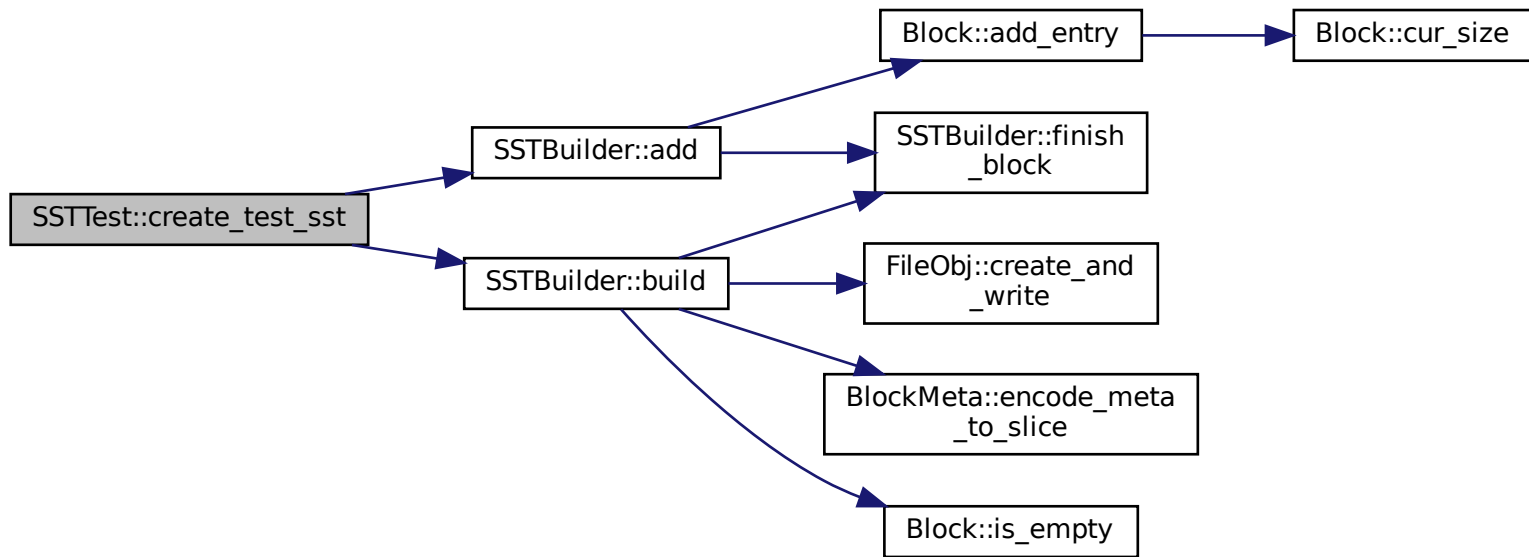 SSTTest::create_test_sst
SSTBuilder::add
SSTBuilder::build
Block::add_entry
SSTBuilder::finish
_block
FileObj::create_and
_write
BlockMeta::encode_meta
_to_slice
Block::is_empty
Block::cur_size